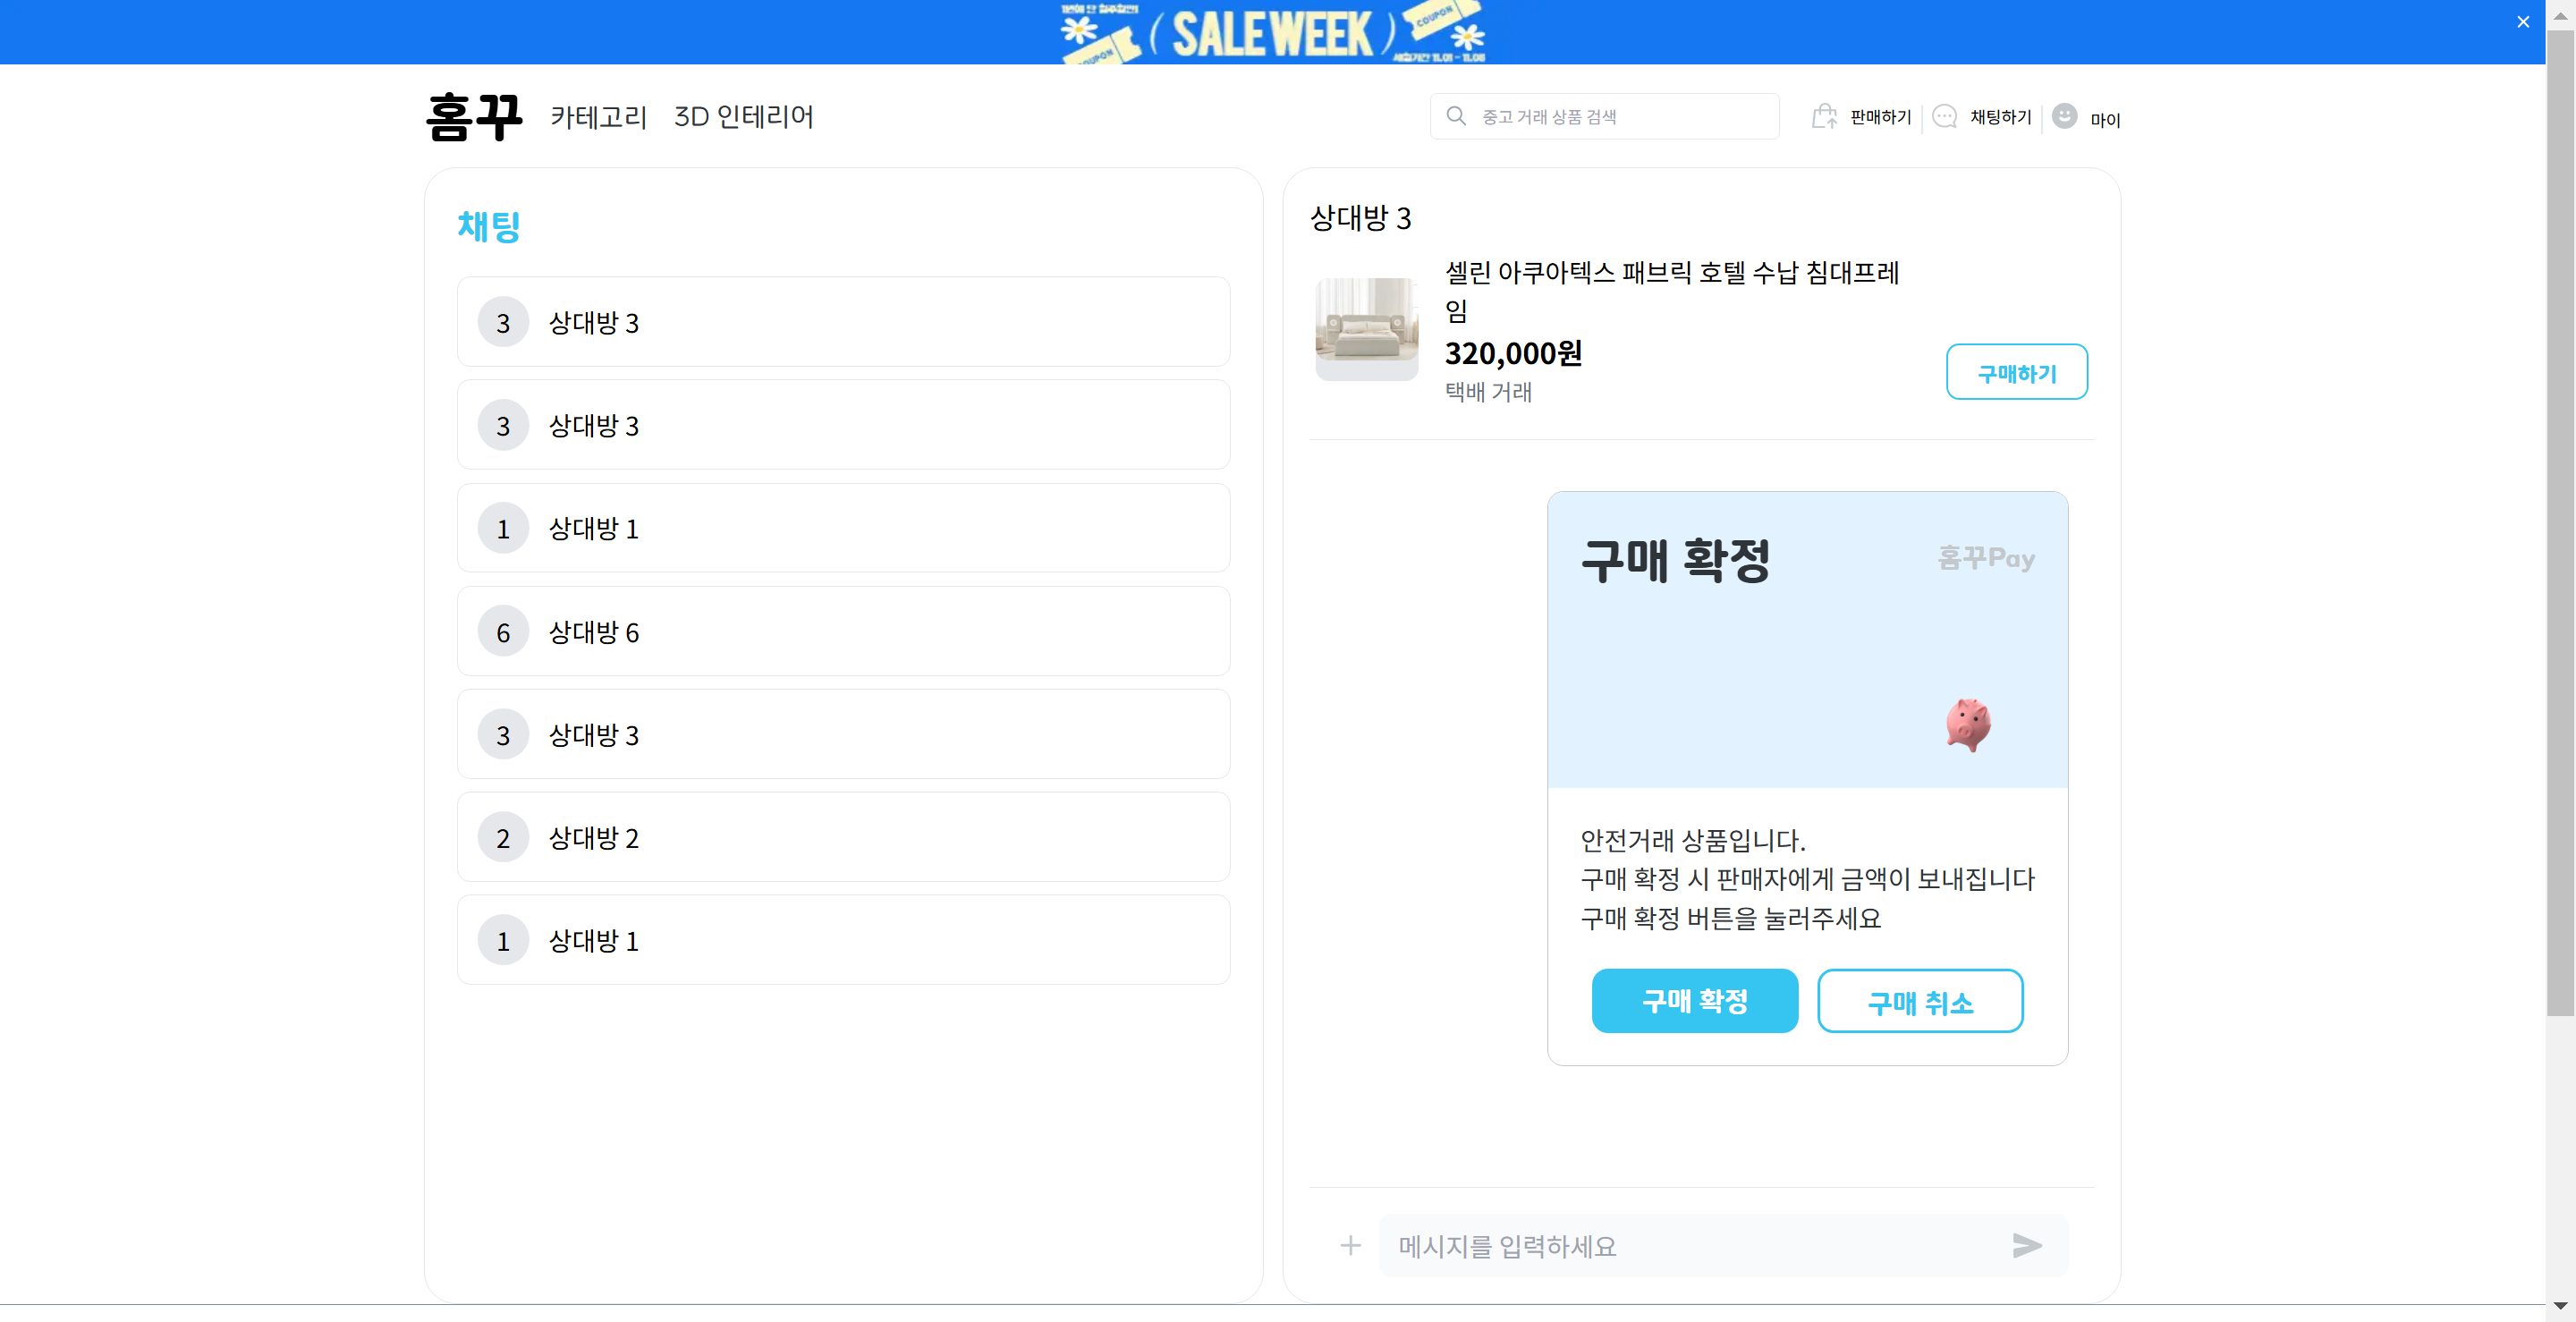 COUPON
( SALE WEEK )
COUPON
홈꾸
카테고리
3D 인테리어
중고 거래 상품 검색
판매하기
채팅하기
마이
채팅
3
상대방 3
3
상대방 3
1
상대방 1
6
상대방 6
3
상대방 3
2
상대방 2
1
상대방 1
상대방 3
셀린 아쿠아텍스 패브릭 호텔 수납 침대프레
임
320,000원
택배 거래
구매하기
구매 확정
홈꾸Pay
안전거래 상품입니다.
구매 확정 시 판매자에게 금액이 보내집니다
구매 확정 버튼을 눌러주세요
구매 확정
구매 취소
메시지를 입력하세요